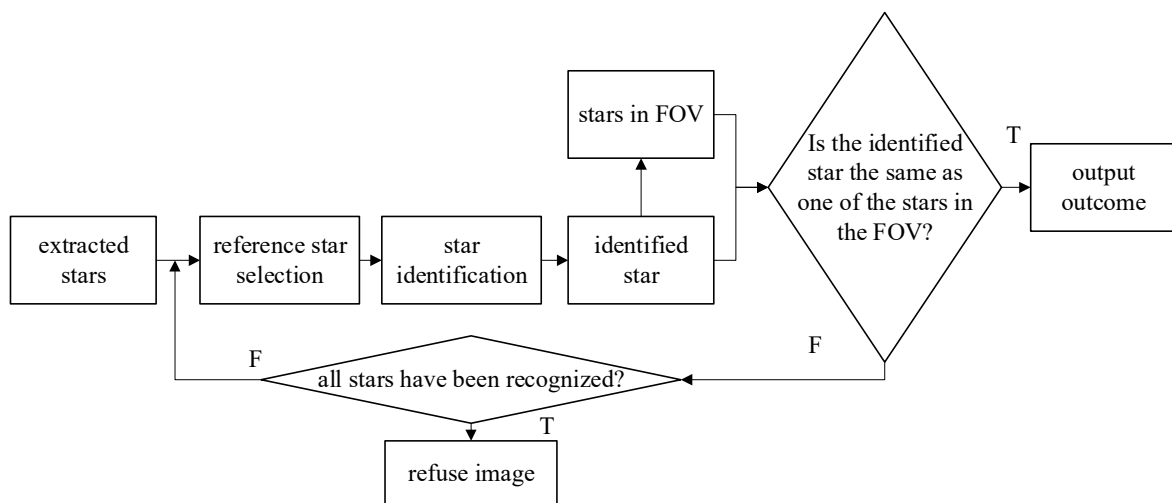 stars in FOV
T
Is the identified
star the same as
one of the stars in
the FOV?
output
outcome
extracted
stars
reference star
selection
star
identification
identified
star
F
F
all stars have been recognized?
T
refuse image